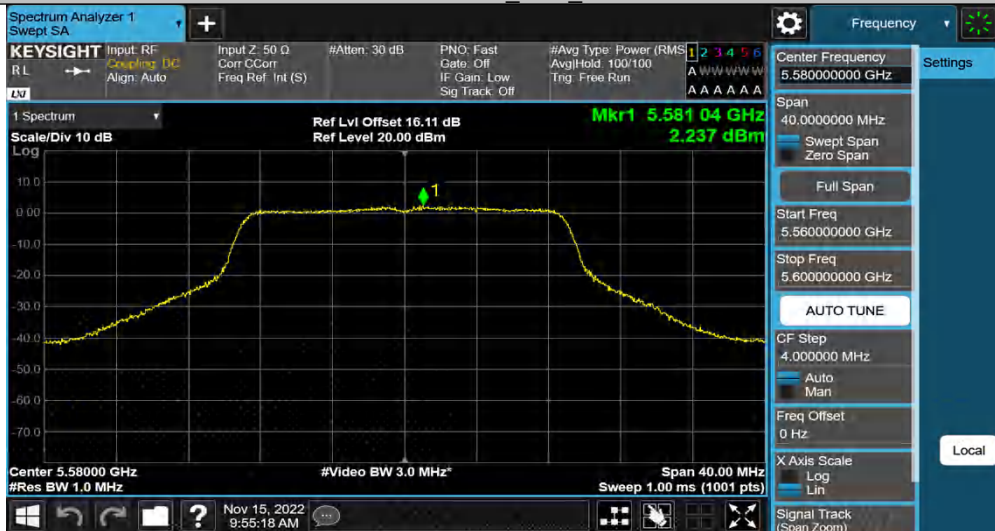 Spectrum Analyzer 1
Swept SA
Frequency
KEYSIGHT
RL
LXI
Input: RF
Coupling: DC
Align: Auto
Input Z: 50 Ω
Corr CCorr
Freq Ref: Int (S)
#Atten: 30 dB
PNO: Fast
Gate: Off
IF Gain: Low
Sig Track: Off
#Avg Type: Power (RMS
Avg|Hold: 100/100
Trig: Free Run
1 2 3 4 5 6
A W W W W W
A A A A A A
1 Spectrum
Scale/Div 10 dB
Log
Ref Lvl Offset 16.11 dB
Ref Level 20.00 dBm
Mkr1 5.581 04 GHz
2.237 dBm
10.0
0.00
-10.0
-20.0
-30.0
-40.0
-50.0
-60.0
-70.0
1
Center 5.58000 GHz
#Res BW 1.0 MHz
#Video BW 3.0 MHz*
Span 40.00 MHz
Sweep 1.00 ms (1001 pts)
Nov 15, 2022
9:55:18 AM
Center Frequency
5.580000000 GHz
Span
40.0000000 MHz
Swept Span
Zero Span
Full Span
Start Freq
5.560000000 GHz
Stop Freq
5.600000000 GHz
AUTO TUNE
CF Step
4.000000 MHz
Auto
Man
Freq Offset
0 Hz
X Axis Scale
Log
Lin
Signal Track
(Span Zoom)
Settings
Local